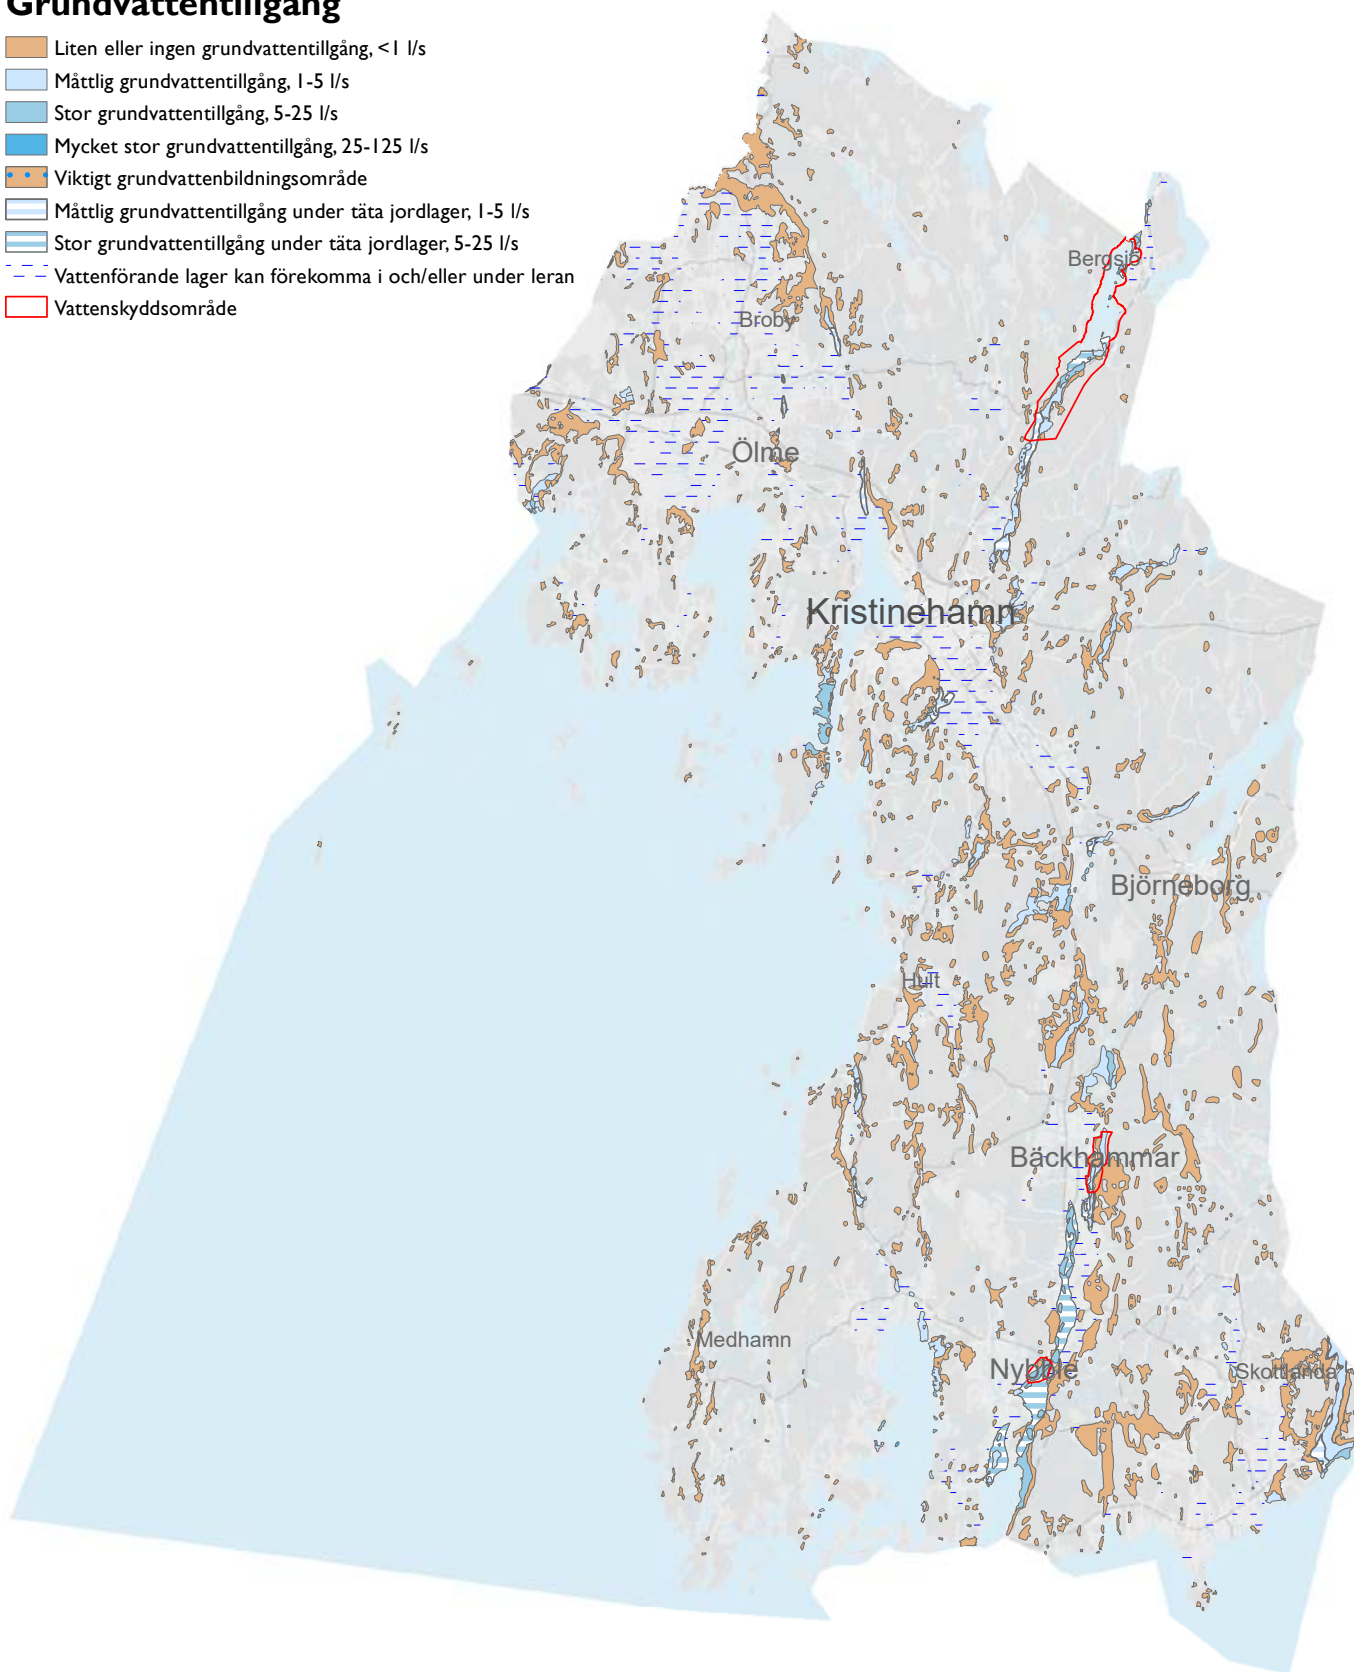 Grundvattentillgång
Liten eller ingen grundvattentillgång, <1 l/s
Måttlig grundvattentillgång, 1-5 l/s
Stor grundvattentillgång, 5-25 l/s
Mycket stor grundvattentillgång, 25-125 l/s
Viktigt grundvattenbildningsområde
Måttlig grundvattentillgång under täta jordlager, 1-5 l/s
Stor grundvattentillgång under täta jordlager, 5-25 l/s
Vattenförande lager kan förekomma i och/eller under leran
Vattenskyddsområde
Bergsjö
Broby
Ölme
Kristinehamn
Björneborg
Hult
Bäckhammar
Medhamn
Nybble
Skottlanda